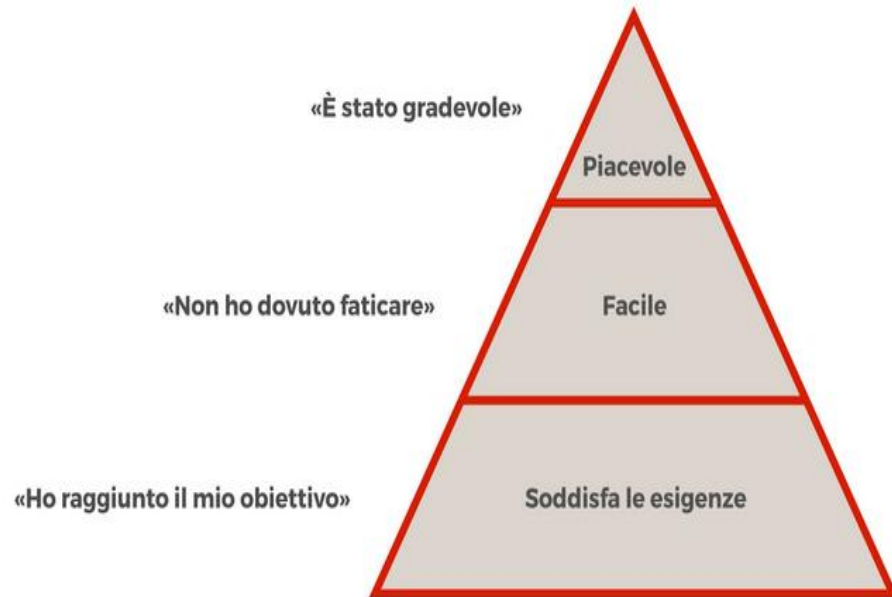 «È stato gradevole»
Piacevole
«Non ho dovuto faticare»
Facile
«Ho raggiunto il mio obiettivo»
Soddisfa le esigenze